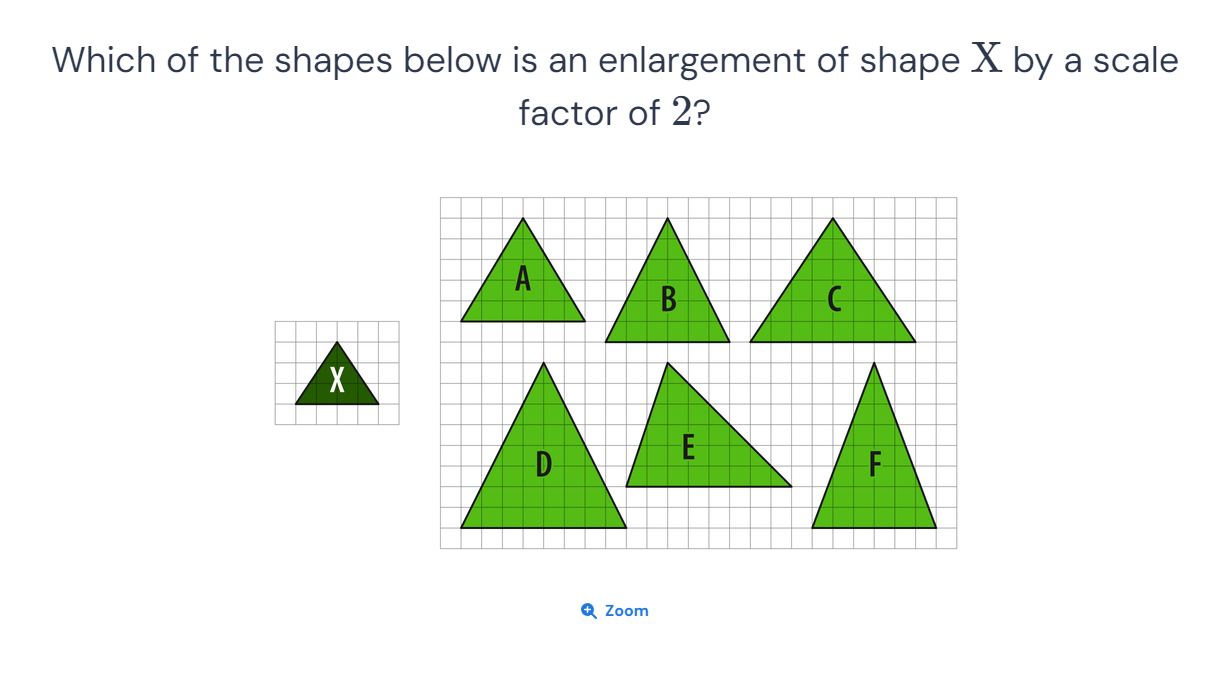 Which of the shapes below is an enlargement of shape X by a scale
factor of 2?
A
B
C
X
D
E
F
Zoom